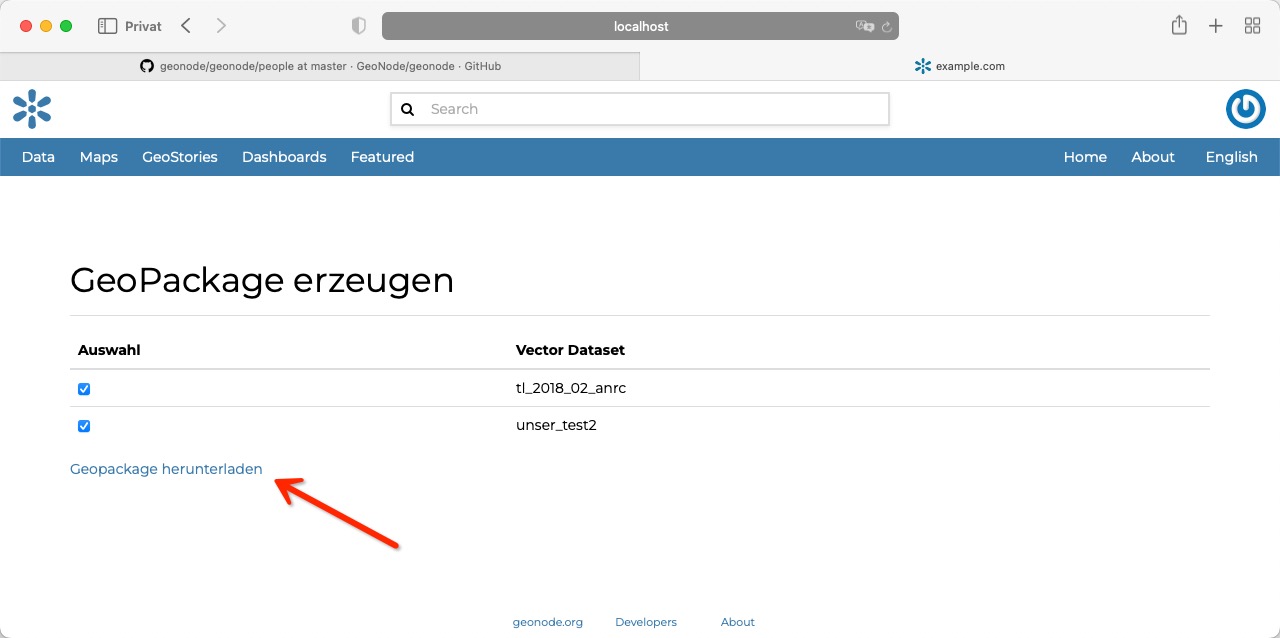 Privat
localhost
geonode/geonode/people at master · GeoNode/geonode · GitHub
example.com
Search
Data Maps GeoStories Dashboards Featured Home About English
GeoPackage erzeugen
Auswahl Vector Dataset
tl_2018_02_anrc
unser_test2
Geopackage herunterladen
geonode.org Developers About